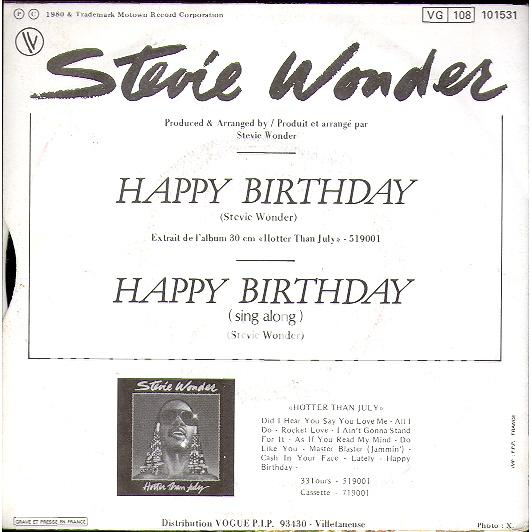 Ⓟ © 1980 & Trademark Motown Record Corporation
VG 108 101531
Stevie Wonder
Produced & Arranged by / Produit et arrangé par
Stevie Wonder
HAPPY BIRTHDAY
(Stevie Wonder)
Extrait de l'album 30 cm «Hotter Than July» - 519001
HAPPY BIRTHDAY
(sing along)
(Stevie Wonder)
Stevie Wonder
Hotter Than July
«HOTTER THAN JULY»
Did I Hear You Say You Love Me - All I
Do - Rocket Love - I Ain't Gonna Stand
For It - As If You Read My Mind - Do
Like You - Master Blaster (Jammin') -
Cash In Your Face - Lately - Happy
Birthday -
33 Tours - 519001
Cassette - 719001
GRAVÉ ET PRESSÉ EN FRANCE
Distribution VOGUE P.I.P. 93430 - Villetaneuse
Photo : X